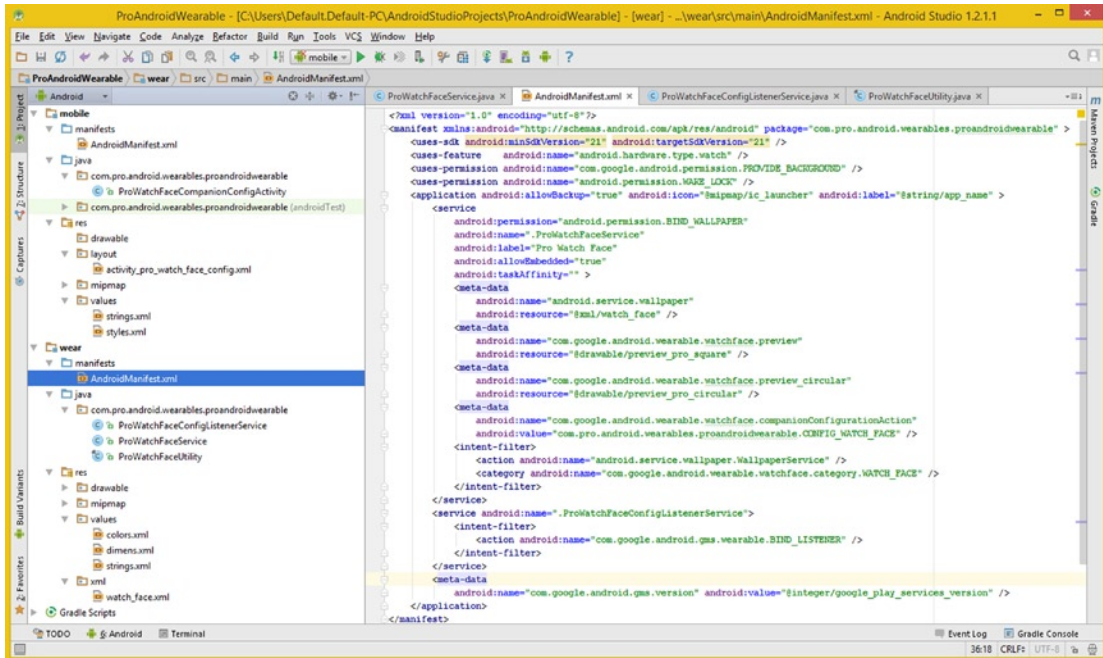 ProAndroidWearable - [C:\Users\Default.Default-PC\AndroidStudioProjects\ProAndroidWearable] - [wear] - ...\wear\src\main\AndroidManifest.xml - Android Studio 1.2.1.1
File Edit View Navigate Code Analyze Refactor Build Run Tools VCS Window Help
mobile
ProAndroidWearable wear src main AndroidManifest.xml
Android
ProWatchFaceService.java AndroidManifest.xml ProWatchFaceConfigListenerService.java ProWatchFaceUtility.java
1: Project
Z: Structure
Captures
Build Variants
2: Favorites
mobile
manifests
AndroidManifest.xml
java
com.pro.android.wearables.proandroidwearable
ProWatchFaceCompanionConfigActivity
com.pro.android.wearables.proandroidwearable (androidTest)
res
drawable
layout
activity_pro_watch_face_config.xml
mipmap
values
strings.xml
styles.xml
wear
manifests
AndroidManifest.xml
java
com.pro.android.wearables.proandroidwearable
ProWatchFaceConfigListenerService
ProWatchFaceService
ProWatchFaceUtility
res
drawable
mipmap
values
colors.xml
dimens.xml
strings.xml
xml
watch_face.xml
Gradle Scripts
<?xml version="1.0" encoding="utf-8"?>
<manifest xmlns:android="http://schemas.android.com/apk/res/android" package="com.pro.android.wearables.proandroidwearable" >
<uses-sdk android:minSdkVersion="21" android:targetSdkVersion="21" />
<uses-feature android:name="android.hardware.type.watch" />
<uses-permission android:name="com.google.android.permission.PROVIDE_BACKGROUND" />
<uses-permission android:name="android.permission.WAKE_LOCK" />
<application android:allowBackup="true" android:icon="@mipmap/ic_launcher" android:label="@string/app_name" >
<service
android:permission="android.permission.BIND_WALLPAPER"
android:name=".ProWatchFaceService"
android:label="Pro Watch Face"
android:allowEmbedded="true"
android:taskAffinity="" >
<meta-data
android:name="android.service.wallpaper"
android:resource="@xml/watch_face" />
<meta-data
android:name="com.google.android.wearable.watchface.preview"
android:resource="@drawable/preview_pro_square" />
<meta-data
android:name="com.google.android.wearable.watchface.preview_circular"
android:resource="@drawable/preview_pro_circular" />
<meta-data
android:name="com.google.android.wearable.watchface.companionConfigurationAction"
android:value="com.pro.android.wearables.proandroidwearable.CONFIG_WATCH_FACE" />
<intent-filter>
<action android:name="android.service.wallpaper.WallpaperService" />
<category android:name="com.google.android.wearable.watchface.category.WATCH_FACE" />
</intent-filter>
</service>
<service android:name=".ProWatchFaceConfigListenerService">
<intent-filter>
<action android:name="com.google.android.gms.wearable.BIND_LISTENER" />
</intent-filter>
</service>
<meta-data
android:name="com.google.android.gms.version" android:value="@integer/google_play_services_version" />
</application>
</manifest>
Maven Projects
Gradle
TODO 6: Android Terminal Event Log Gradle Console
36:18 CRLF: UTF-8